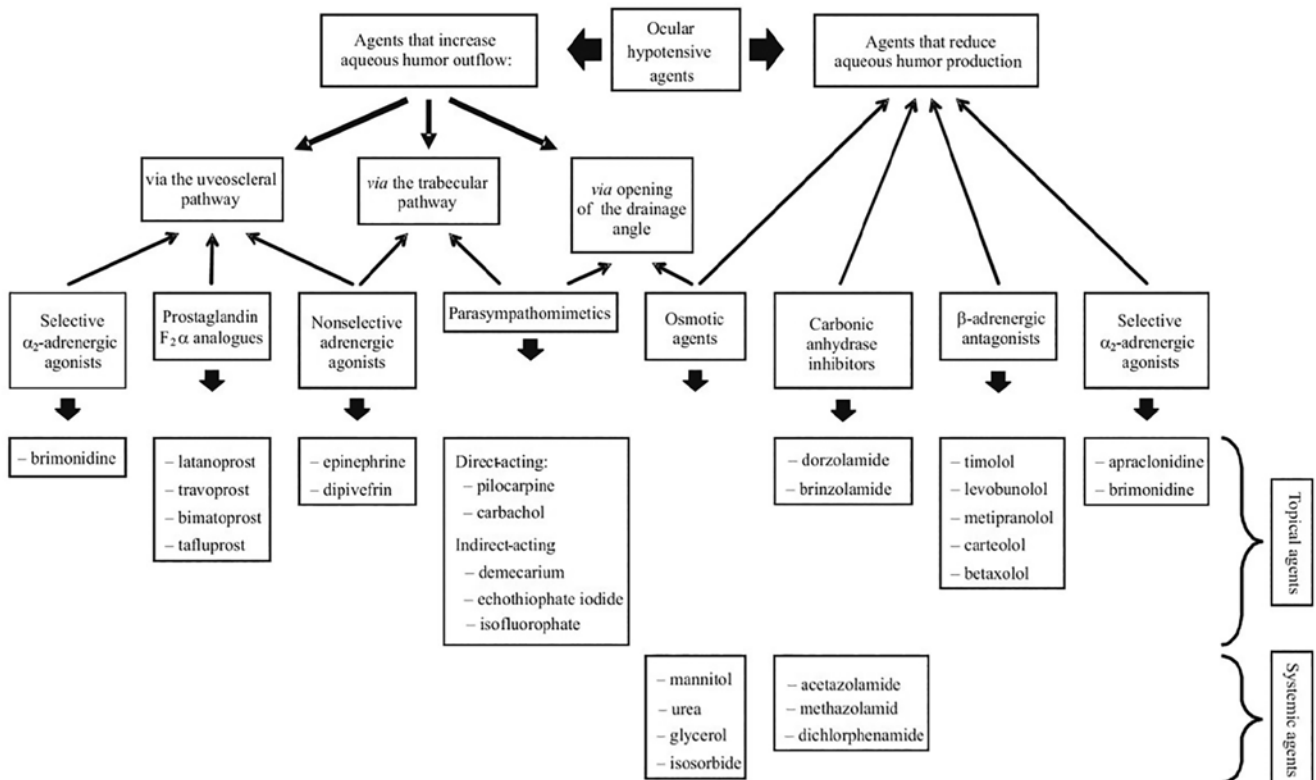 Agents that increase
aqueous humor outflow:
Ocular
hypotensive
agents
Agents that reduce
aqueous humor production
via the uveoscleral
pathway
via the trabecular
pathway
via opening
of the drainage
angle
Selective
α₂-adrenergic
agonists
Prostaglandin
F₂α analogues
Nonselective
adrenergic
agonists
Parasympathomimetics
Osmotic
agents
Carbonic
anhydrase
inhibitors
β-adrenergic
antagonists
Selective
α₂-adrenergic
agonists
– brimonidine
– latanoprost
– travoprost
– bimatoprost
– tafluprost
– epinephrine
– dipivefrin
Direct-acting:
– pilocarpine
– carbachol
Indirect-acting
– demecarium
– echothiophate iodide
– isofluorophate
– dorzolamide
– brinzolamide
– timolol
– levobunolol
– metipranolol
– carteolol
– betaxolol
– apraclonidine
– brimonidine
Topical agents
– mannitol
– urea
– glycerol
– isosorbide
– acetazolamide
– methazolamid
– dichlorphenamide
Systemic agents